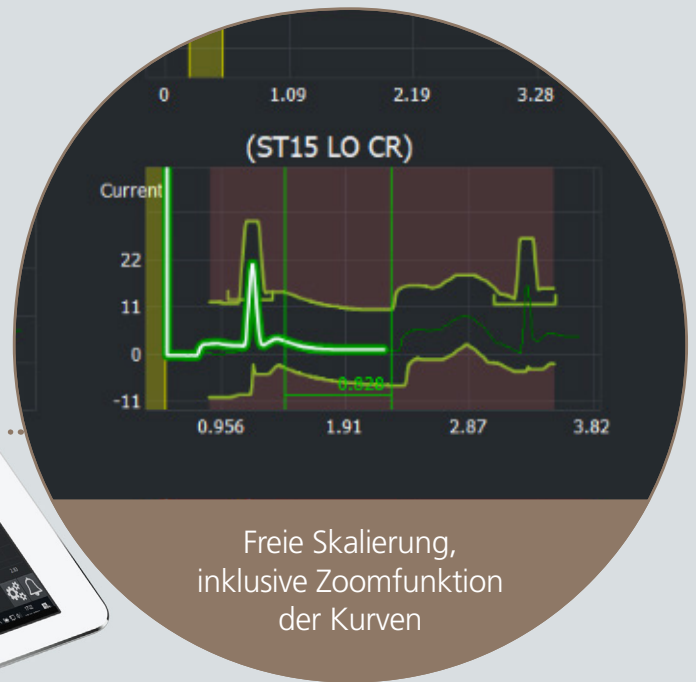 0 1.09 2.19 3.28
(ST15 LO CR)
Current
22
11
0
0.828
-11
0.956 1.91 2.87 3.82
Freie Skalierung,
inklusive Zoomfunktion
der Kurven